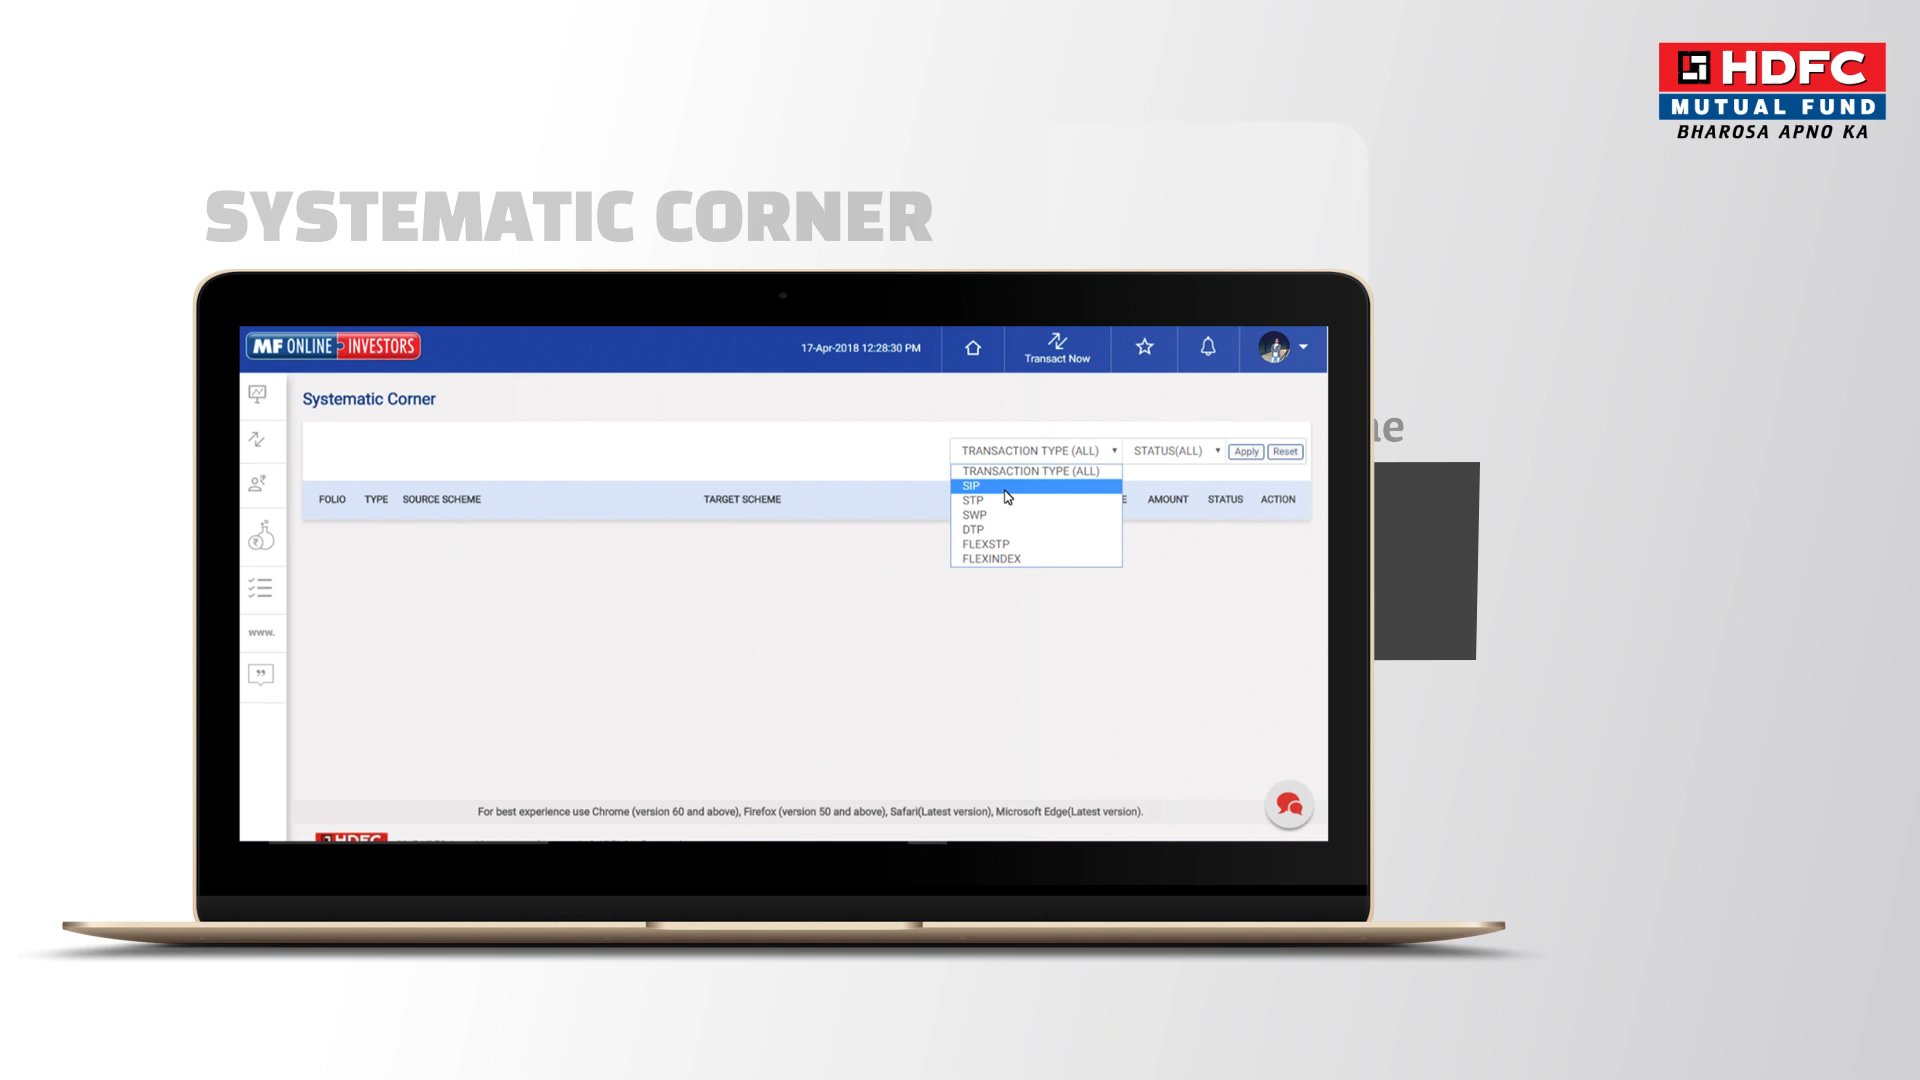 HDFC
MUTUAL FUND
BHAROSA APNO KA
SYSTEMATIC CORNER
MF ONLINE INVESTORS
17-Apr-2018 12:28:30 PM
Transact Now
Systematic Corner
TRANSACTION TYPE (ALL) STATUS(ALL) Apply Reset
TRANSACTION TYPE (ALL)
SIP
STP
SWP
DTP
FLEXSTP
FLEXINDEX
FOLIO TYPE SOURCE SCHEME TARGET SCHEME AMOUNT STATUS ACTION
www.
For best experience use Chrome (version 60 and above), Firefox (version 50 and above), Safari(Latest version), Microsoft Edge(Latest version).
HDFC